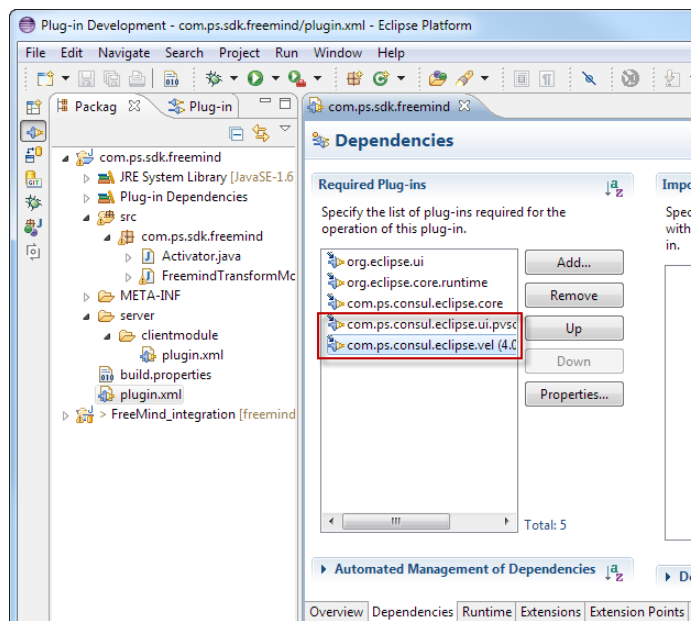 Plug-in Development - com.ps.sdk.freemind/plugin.xml - Eclipse Platform
File Edit Navigate Search Project Run Window Help
Packag
Plug-in
com.ps.sdk.freemind
Dependencies
com.ps.sdk.freemind
JRE System Library [JavaSE-1.6
Plug-in Dependencies
src
com.ps.sdk.freemind
Activator.java
FreemindTransformMc
META-INF
server
clientmodule
plugin.xml
build.properties
plugin.xml
> FreeMind_integration [freemind
Required Plug-ins
Specify the list of plug-ins required for the
operation of this plug-in.
org.eclipse.ui
org.eclipse.core.runtime
com.ps.consul.eclipse.core
com.ps.consul.eclipse.ui.pvsc
com.ps.consul.eclipse.vel (4.0
Add...
Remove
Up
Down
Properties...
Total: 5
Impo
Spec
with
in.
Automated Management of Dependencies
De
Overview Dependencies Runtime Extensions Extension Points